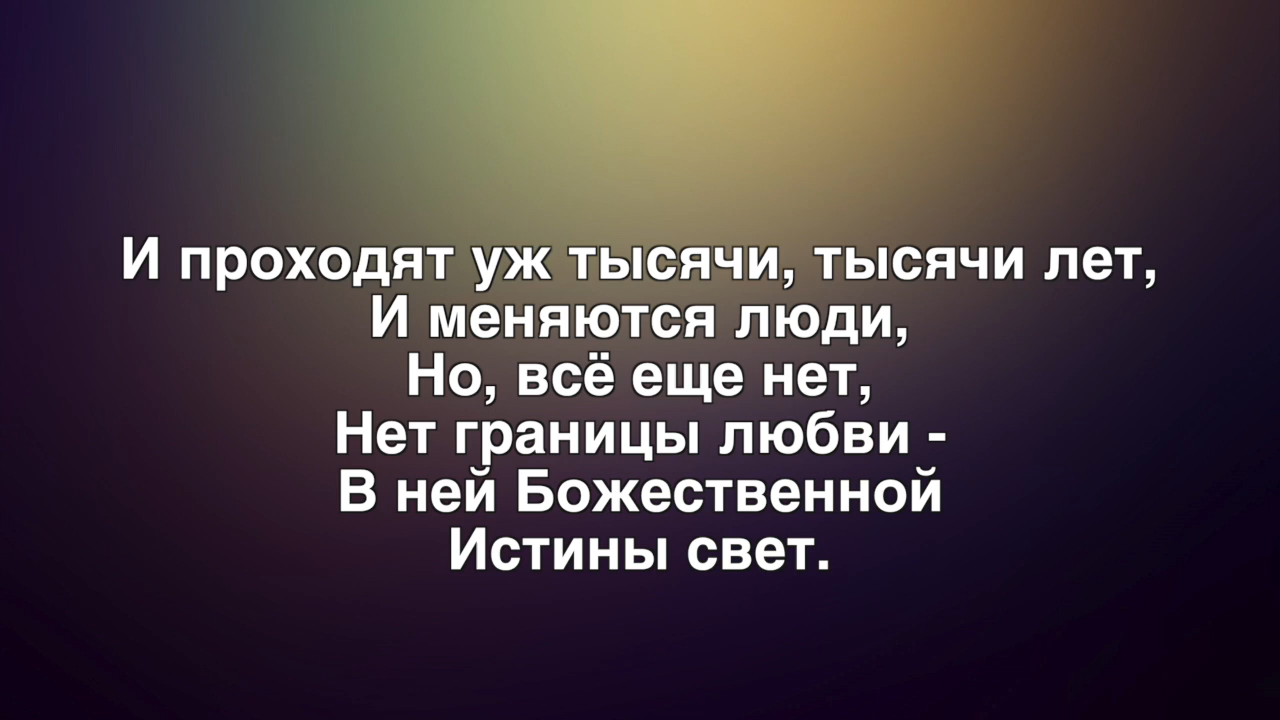 И проходят уж тысячи, тысячи лет,
И меняются люди,
Но, всё еще нет,
Нет границы любви -
В ней Божественной
Истины свет.